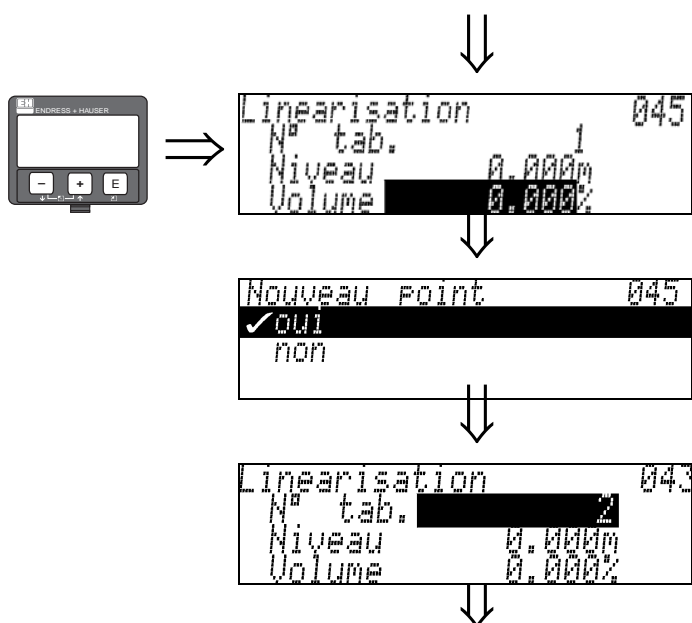 ENDRESS + HAUSER
- + E
Linearisation 045
N° tab. 1
Niveau 0.000m
Volume 0.000%
Nouveau point 045
✓oui
non
Linearisation 043
N° tab. 2
Niveau 0.000m
Volume 0.000%